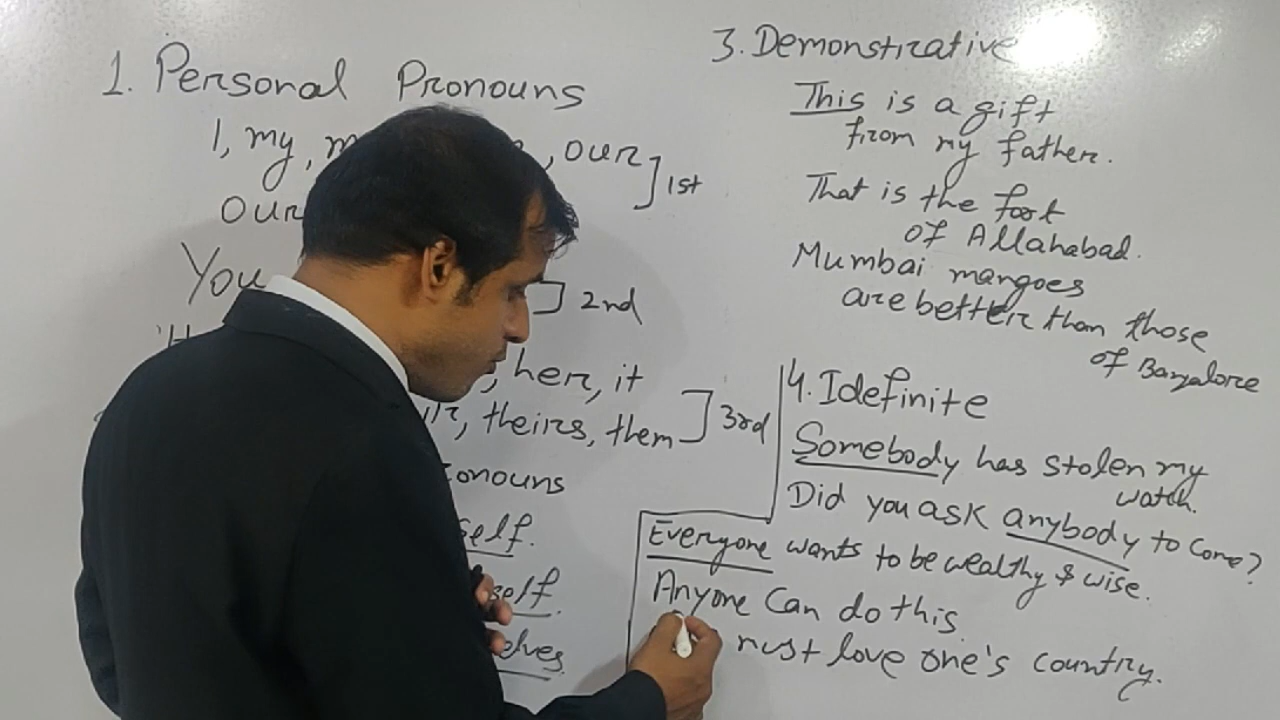 1. Personal Pronouns
I, my, , our
our
You
] 1st
] 2nd
, her, it
, theirs, them
] 3rd
onouns
self.
self.
elves.
3. Demonstrative
This is a gift
from my father.
That is the fort
of Allahabad.
Mumbai mangoes
are better than those
of Bangalore
4. Idefinite
Somebody has stolen my
watch.
Did you ask anybody to come?
Everyone wants to be wealthy & wise.
Anyone Can do this
must love one's country.